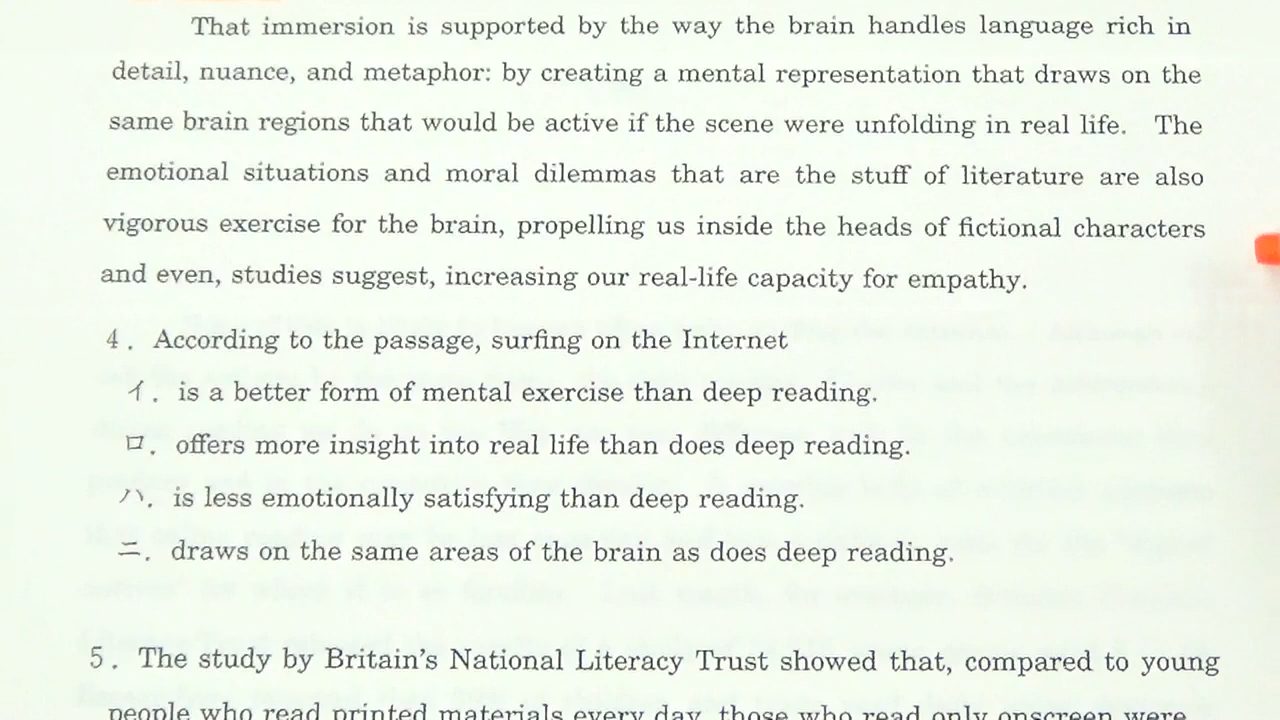 That immersion is supported by the way the brain handles language rich in
detail, nuance, and metaphor: by creating a mental representation that draws on the
same brain regions that would be active if the scene were unfolding in real life. The
emotional situations and moral dilemmas that are the stuff of literature are also
vigorous exercise for the brain, propelling us inside the heads of fictional characters
and even, studies suggest, increasing our real-life capacity for empathy.
4. According to the passage, surfing on the Internet
イ. is a better form of mental exercise than deep reading.
ロ. offers more insight into real life than does deep reading.
ハ. is less emotionally satisfying than deep reading.
ニ. draws on the same areas of the brain as does deep reading.
5. The study by Britain's National Literacy Trust showed that, compared to young
people who read printed materials every day, those who read only onscreen were